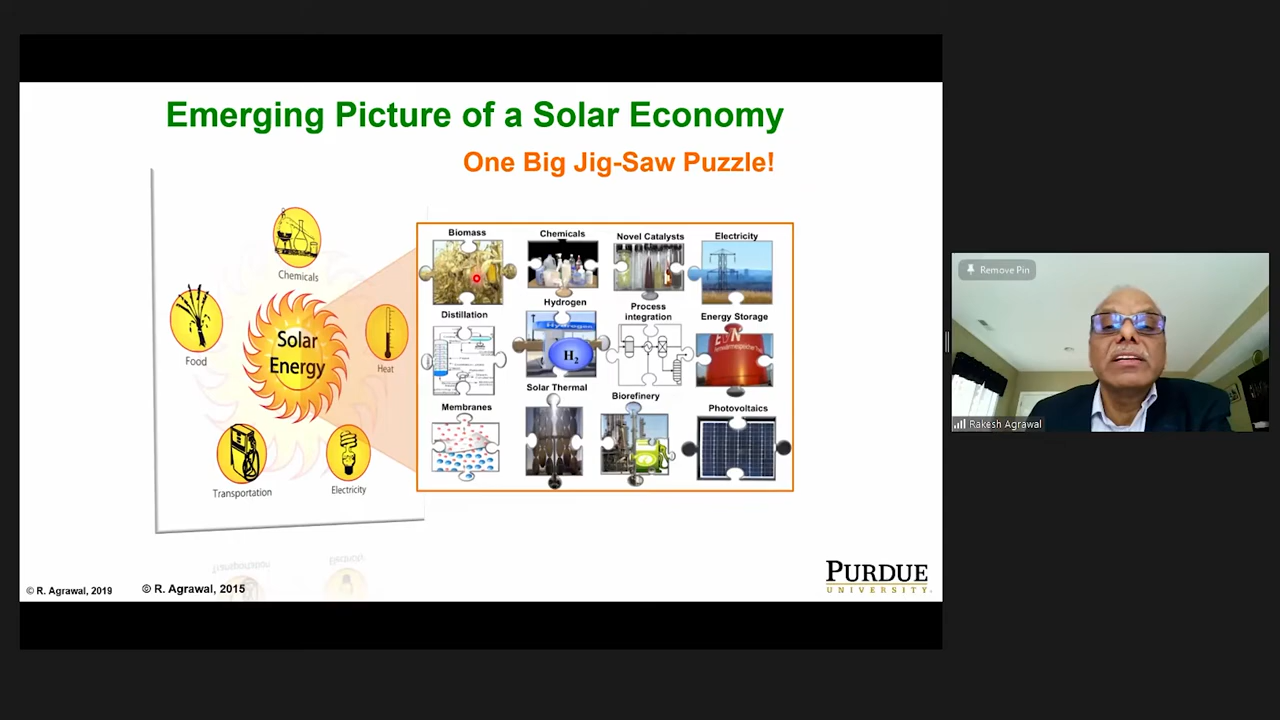 Emerging Picture of a Solar Economy
One Big Jig-Saw Puzzle!
Chemicals
Food
Solar
Energy
Heat
Transportation
Electricity
Biomass
Chemicals
Novel Catalysts
Electricity
Distillation
Hydrogen
Hydrogen
H2
Process
integration
Energy Storage
Membranes
Solar Thermal
Biorefinery
Photovoltaics
© R. Agrawal, 2019
© R. Agrawal, 2015
PURDUE
UNIVERSITY
Remove Pin
Rakesh Agrawal